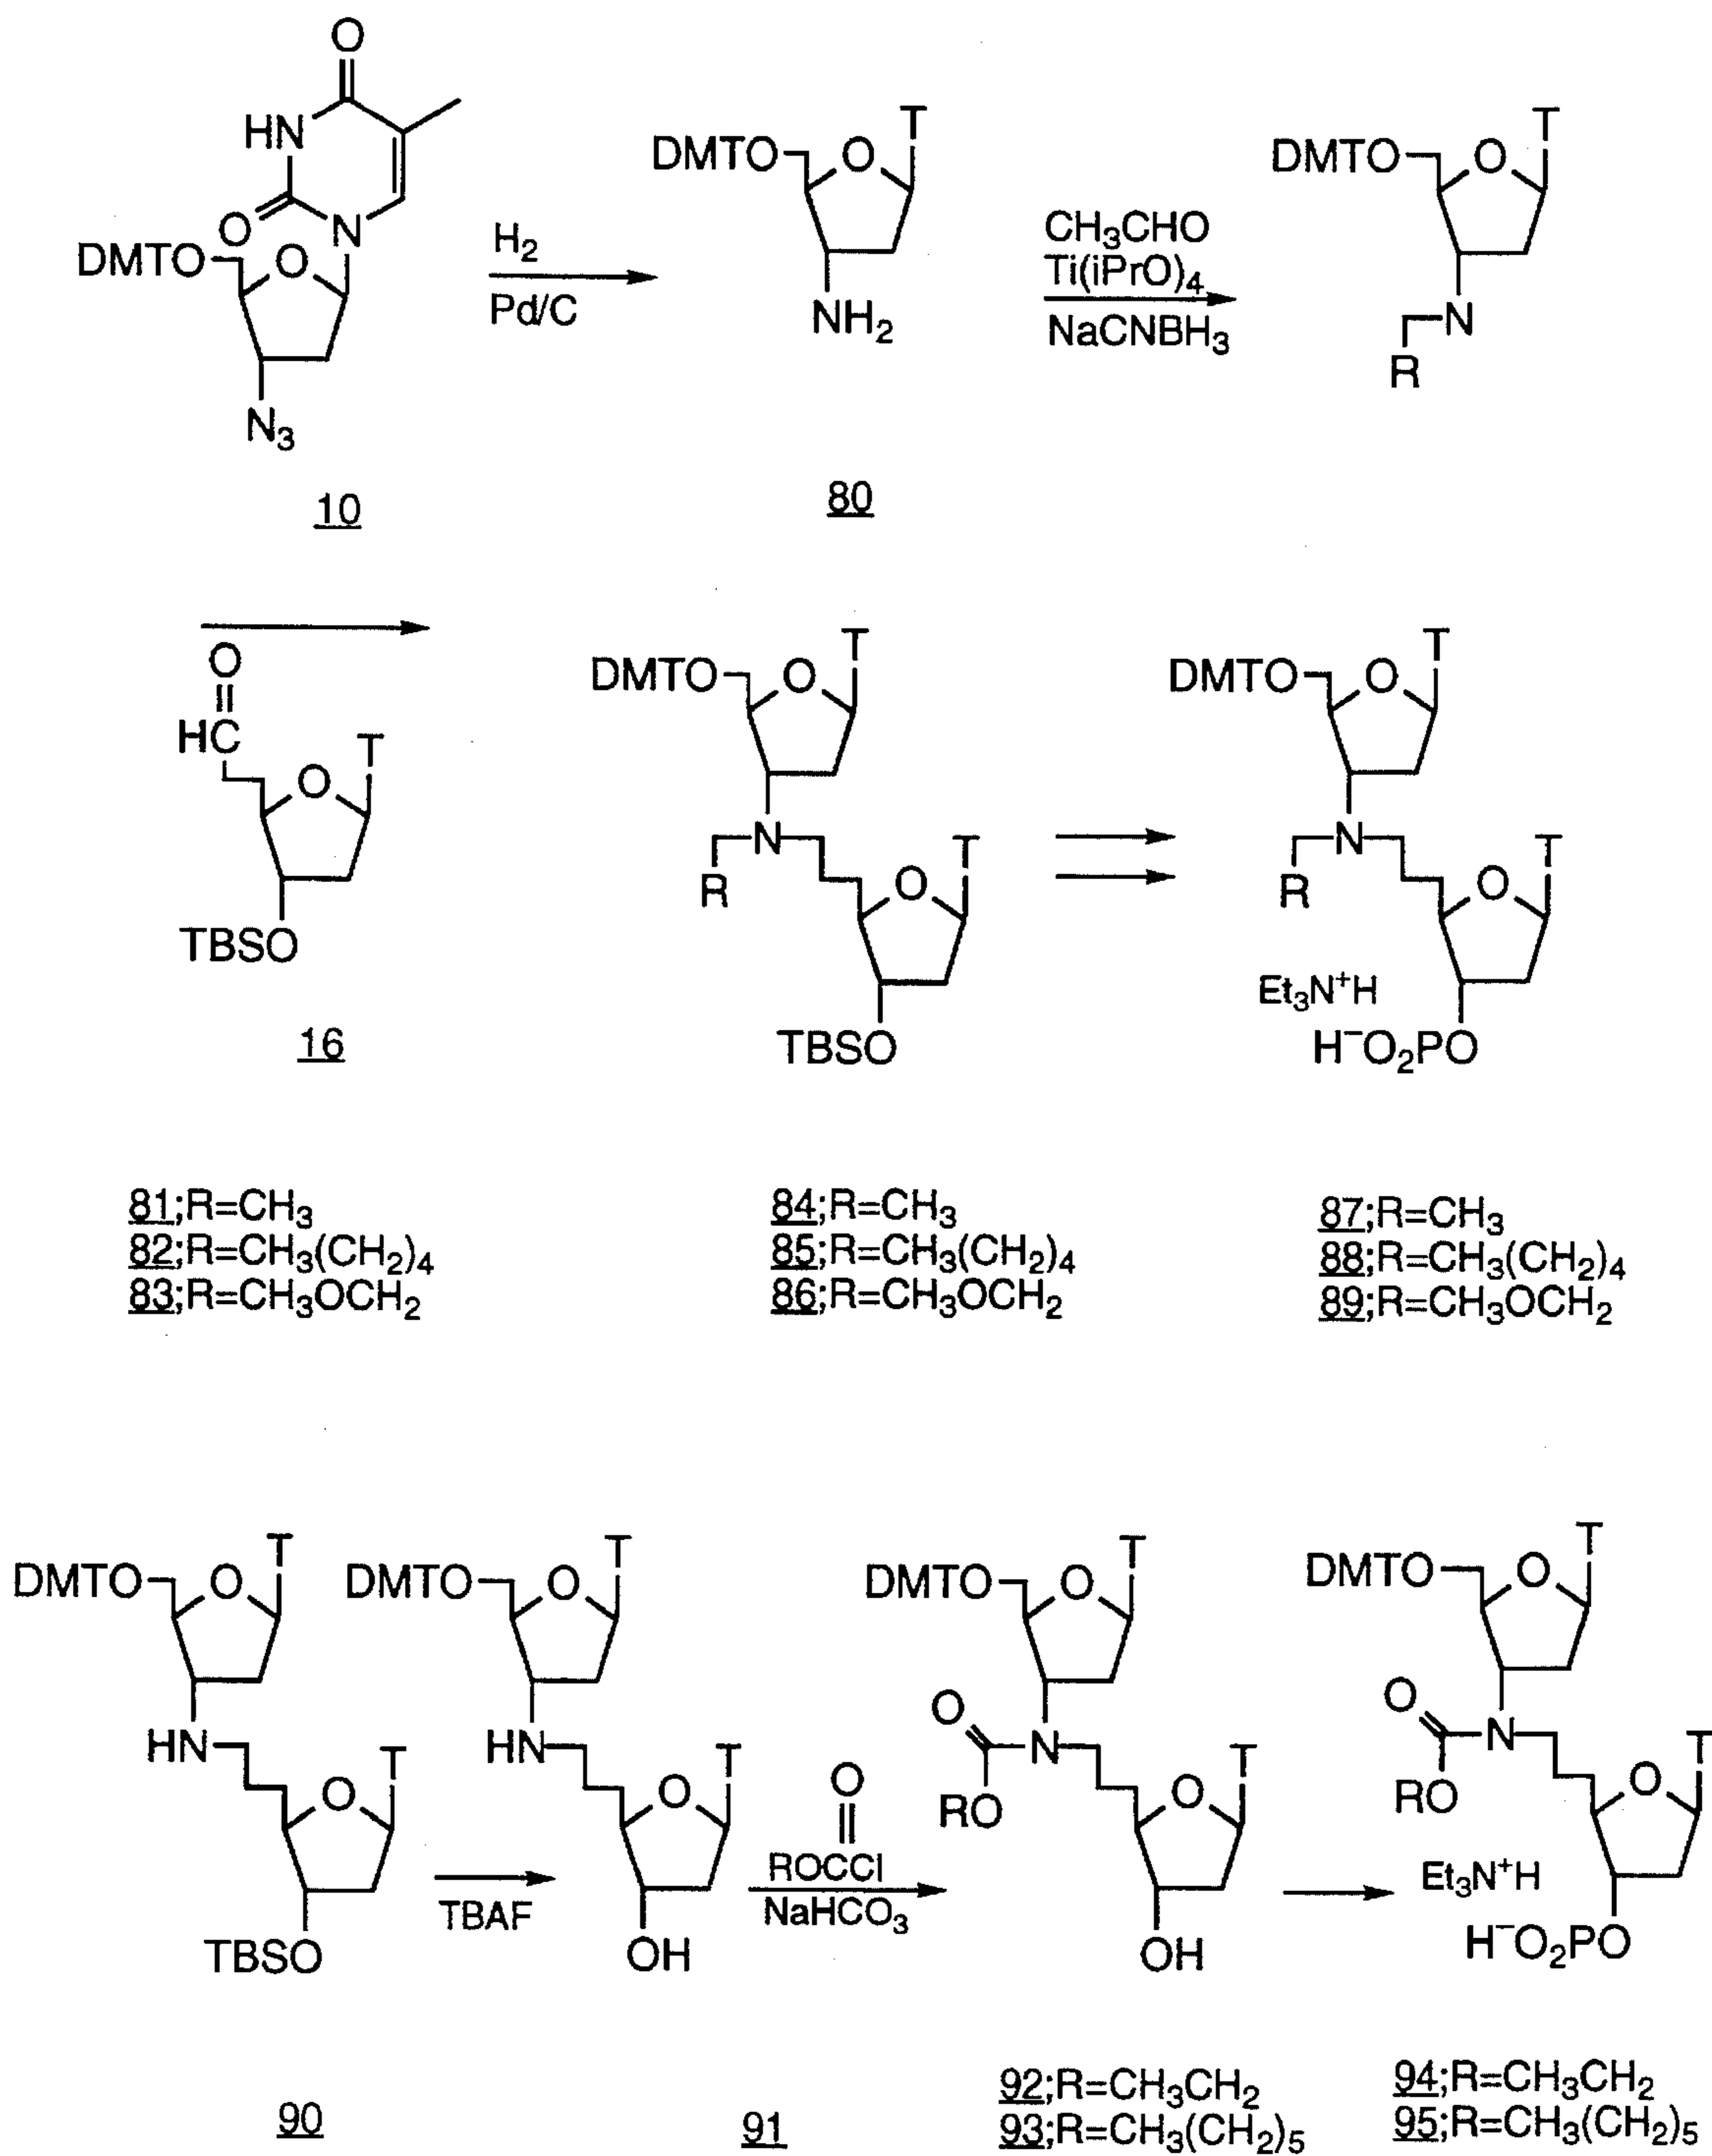 O
HN
O
N
DMTO
O
N₃
10
H₂
Pd/C
DMTO
O
T
NH₂
80
CH₃CHO
Ti(iPrO)₄
NaCNBH₃
DMTO
O
T
N
R
O
HC
O
T
TBSO
16
DMTO
O
T
N
R
O
T
TBSO
DMTO
O
T
N
R
O
T
Et₃N⁺H
H⁻O₂PO
81;R=CH₃
82;R=CH₃(CH₂)₄
83;R=CH₃OCH₂
84;R=CH₃
85;R=CH₃(CH₂)₄
86;R=CH₃OCH₂
87;R=CH₃
88;R=CH₃(CH₂)₄
89;R=CH₃OCH₂
DMTO
O
T
HN
O
T
TBSO
90
TBAF
DMTO
O
T
HN
O
T
OH
91
O
ROCCl
NaHCO₃
DMTO
O
T
O
N
RO
O
T
OH
92;R=CH₃CH₂
93;R=CH₃(CH₂)₅
DMTO
O
T
O
N
RO
O
T
Et₃N⁺H
H⁻O₂PO
94;R=CH₃CH₂
95;R=CH₃(CH₂)₅